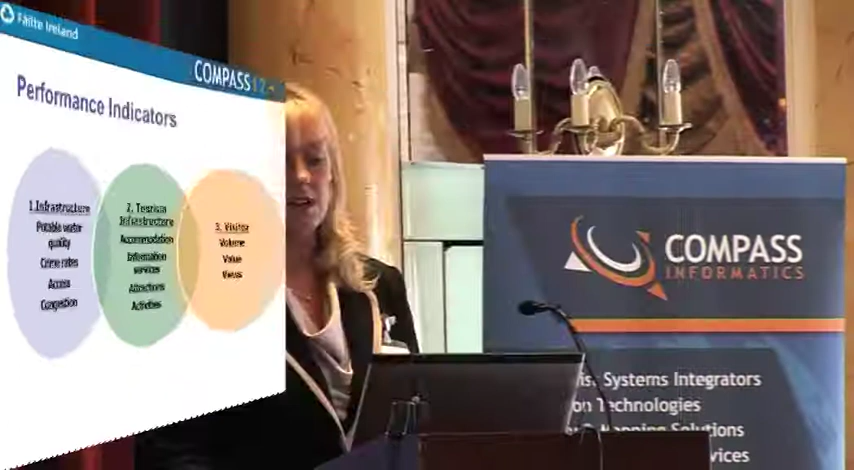 Fáilte Ireland
COMPASS12
Performance Indicators
1.Infrastructure
Potable water
quality
Crime rates
Access
Congestion
2. Tourism
Infrastructure
Accommodation
Information
services
Attractions
Activities
3. Visitor
Volume
Value
Views
COMPASS
INFORMATICS
Systems Integrators
Technologies
Mapping Solutions